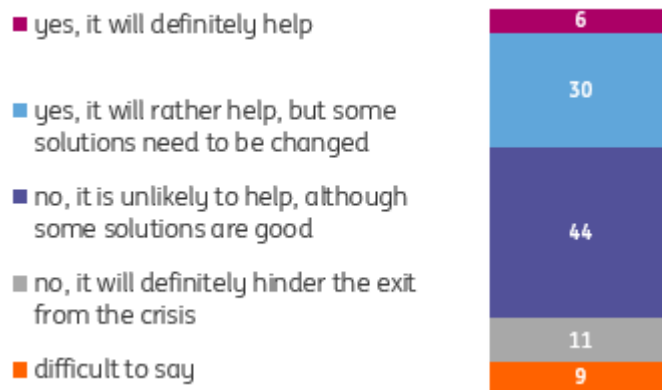 yes, it will definitely help
6
yes, it will rather help, but some
solutions need to be changed
30
no, it is unlikely to help, although
some solutions are good
44
no, it will definitely hinder the exit
from the crisis
11
difficult to say
9